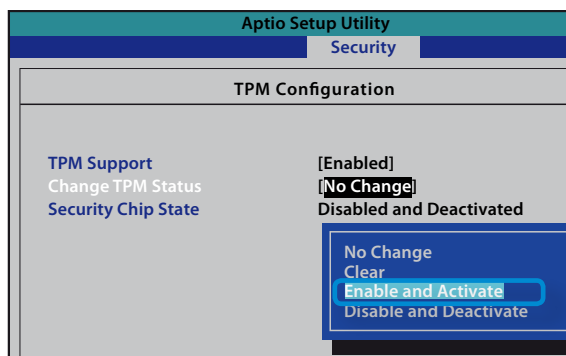 Aptio Setup Utility
Security
TPM Configuration
TPM Support [Enabled]
Change TPM Status [No Change]
Security Chip State Disabled and Deactivated
No Change
Clear
Enable and Activate
Disable and Deactivate